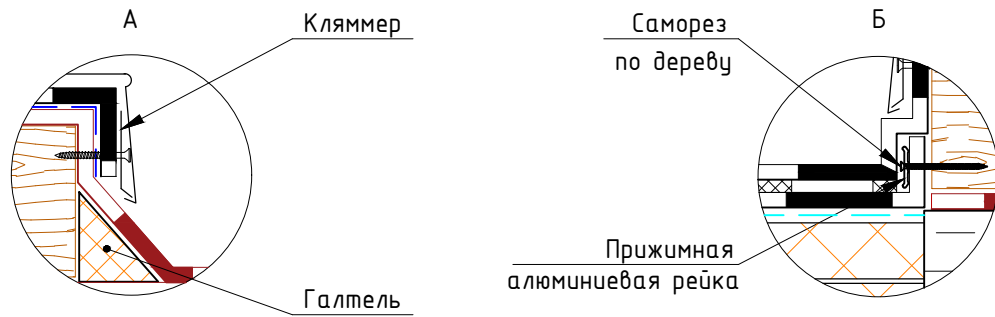 А
Кляммер
Галтель
Б
Саморез
по дереву
Прижимная
алюминиевая рейка